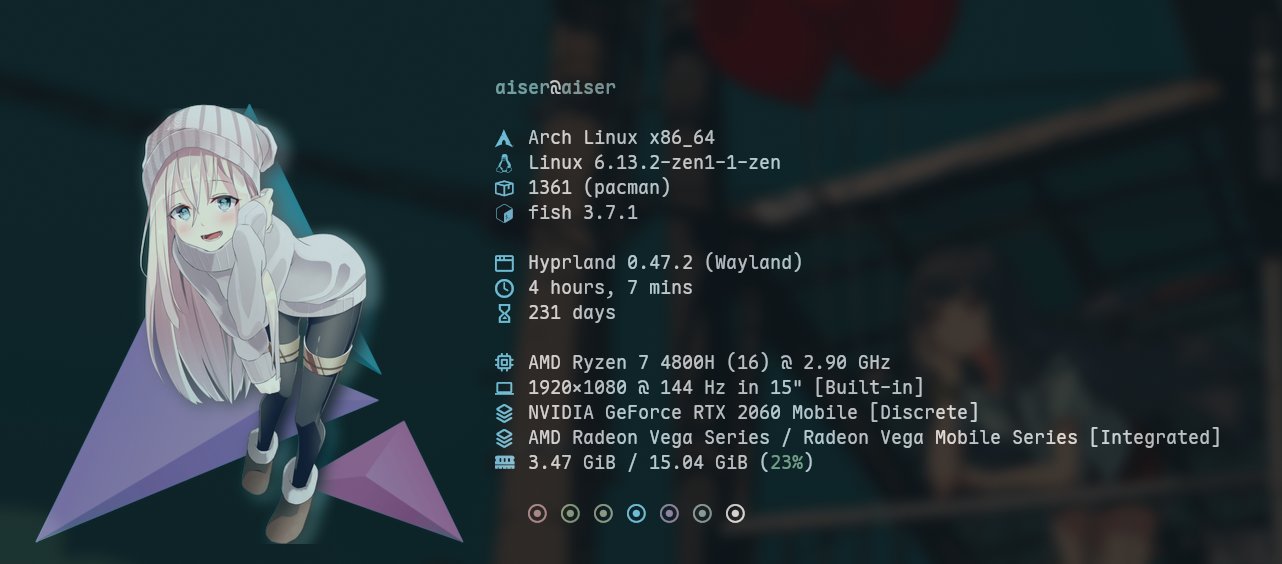 aiser@aiser
Arch Linux x86_64
Linux 6.13.2-zen1-1-zen
1361 (pacman)
fish 3.7.1
Hyprland 0.47.2 (Wayland)
4 hours, 7 mins
231 days
AMD Ryzen 7 4800H (16) @ 2.90 GHz
1920×1080 @ 144 Hz in 15" [Built-in]
NVIDIA GeForce RTX 2060 Mobile [Discrete]
AMD Radeon Vega Series / Radeon Vega Mobile Series [Integrated]
3.47 GiB / 15.04 GiB (23%)